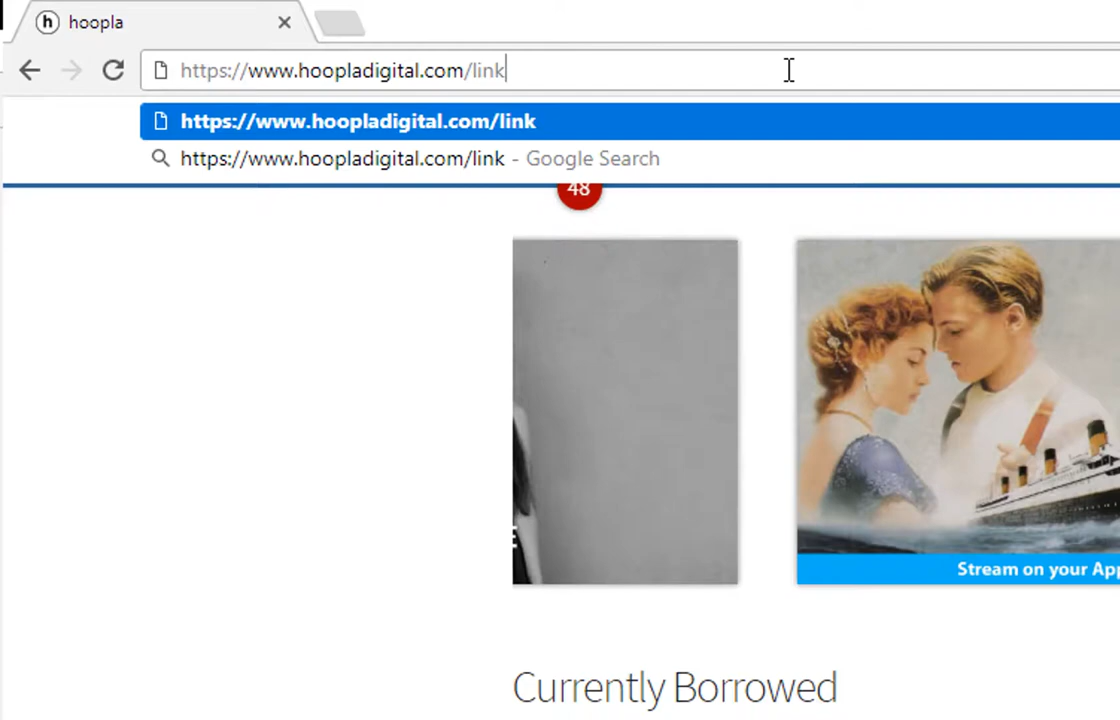 hoopla
https://www.hoopladigital.com/link
https://www.hoopladigital.com/link
https://www.hoopladigital.com/link - Google Search
48
E
Stream on your App
Currently Borrowed